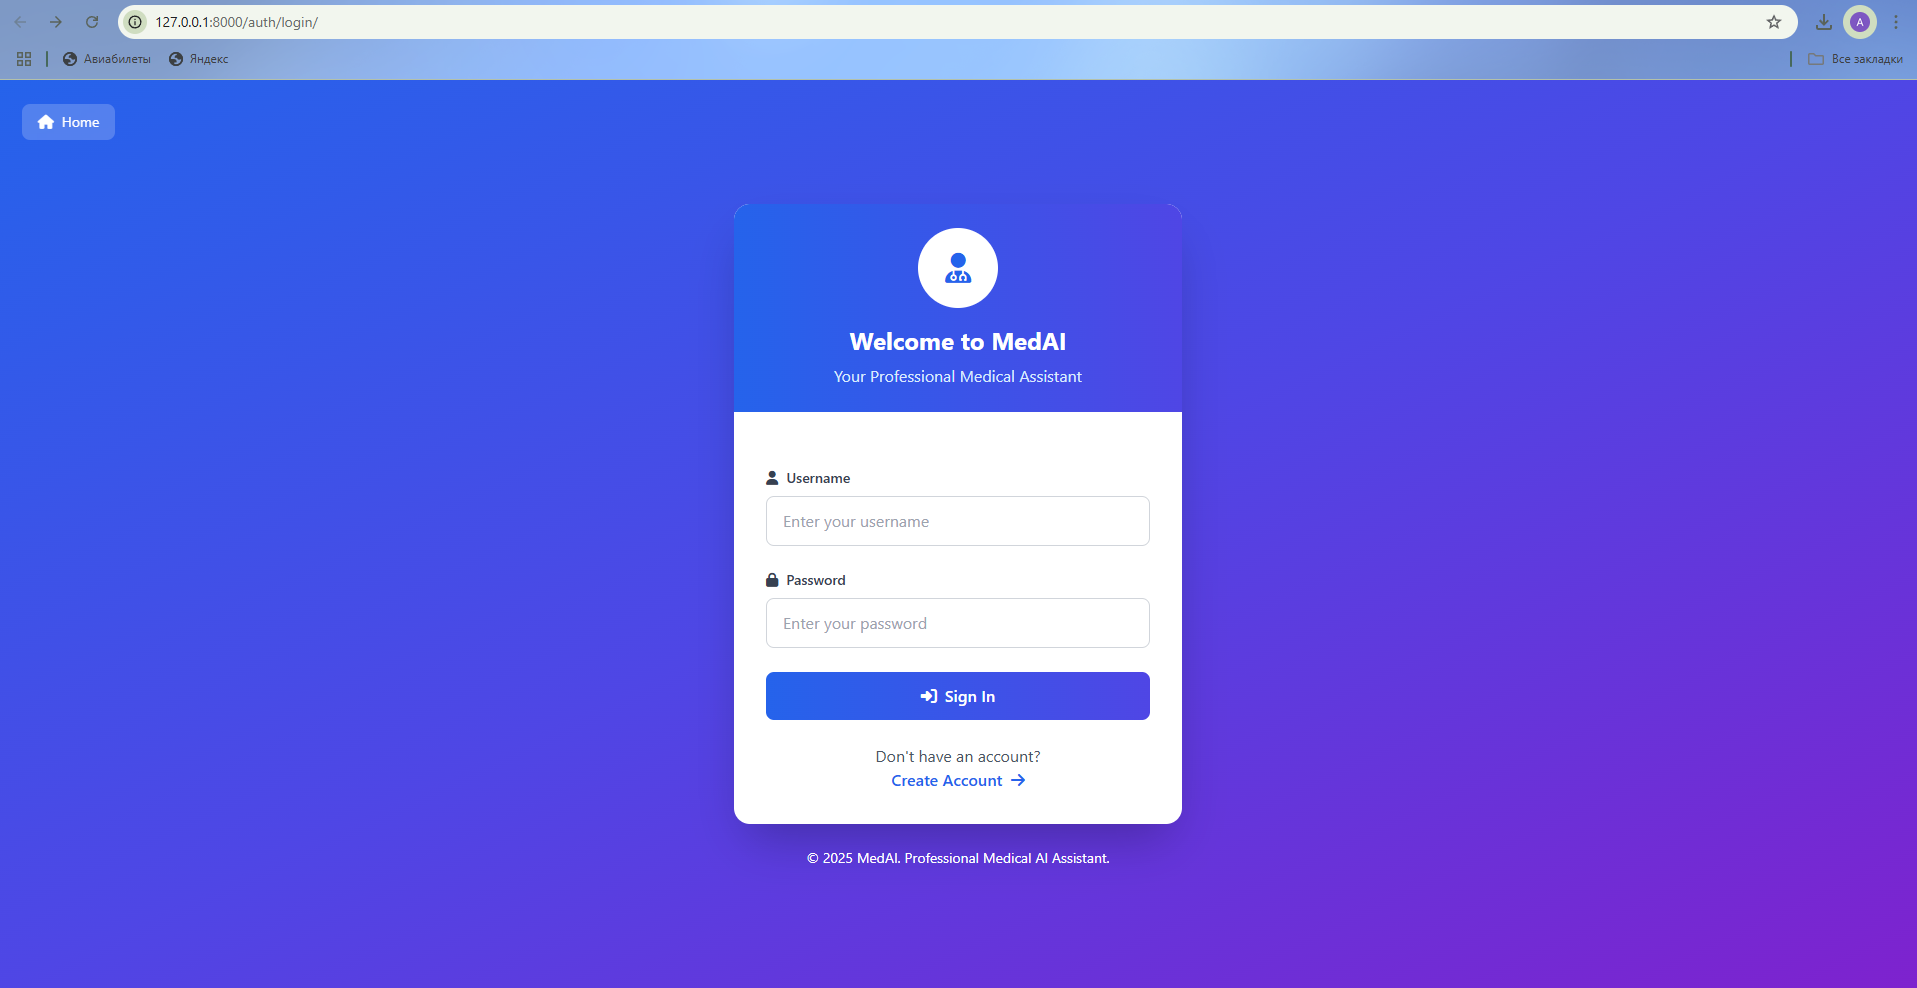 127.0.0.1:8000/auth/login/
A
Авиабилеты
Яндекс
Все закладки
Home
Welcome to MedAI
Your Professional Medical Assistant
Username
Enter your username
Password
Enter your password
Sign In
Don't have an account?
Create Account
© 2025 MedAI. Professional Medical AI Assistant.